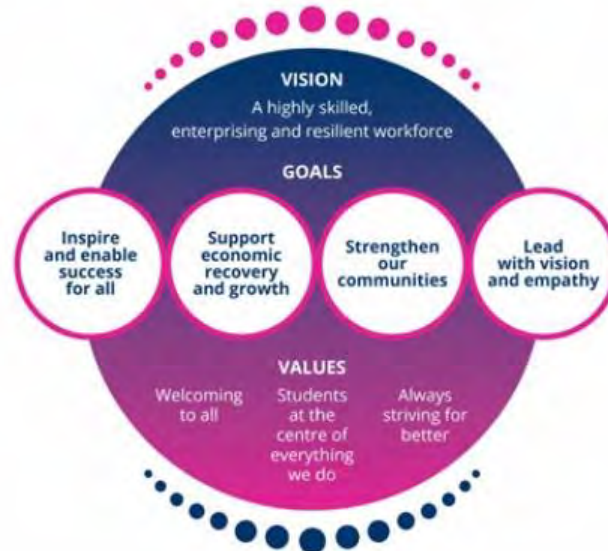 VISION
A highly skilled,
enterprising and resilient workforce
GOALS
Inspire
and enable
success
for all
Support
economic
recovery
and growth
Strengthen
our
communities
Lead
with vision
and empathy
VALUES
Welcoming
to all
Students
at the
centre of
everything
we do
Always
striving for
better